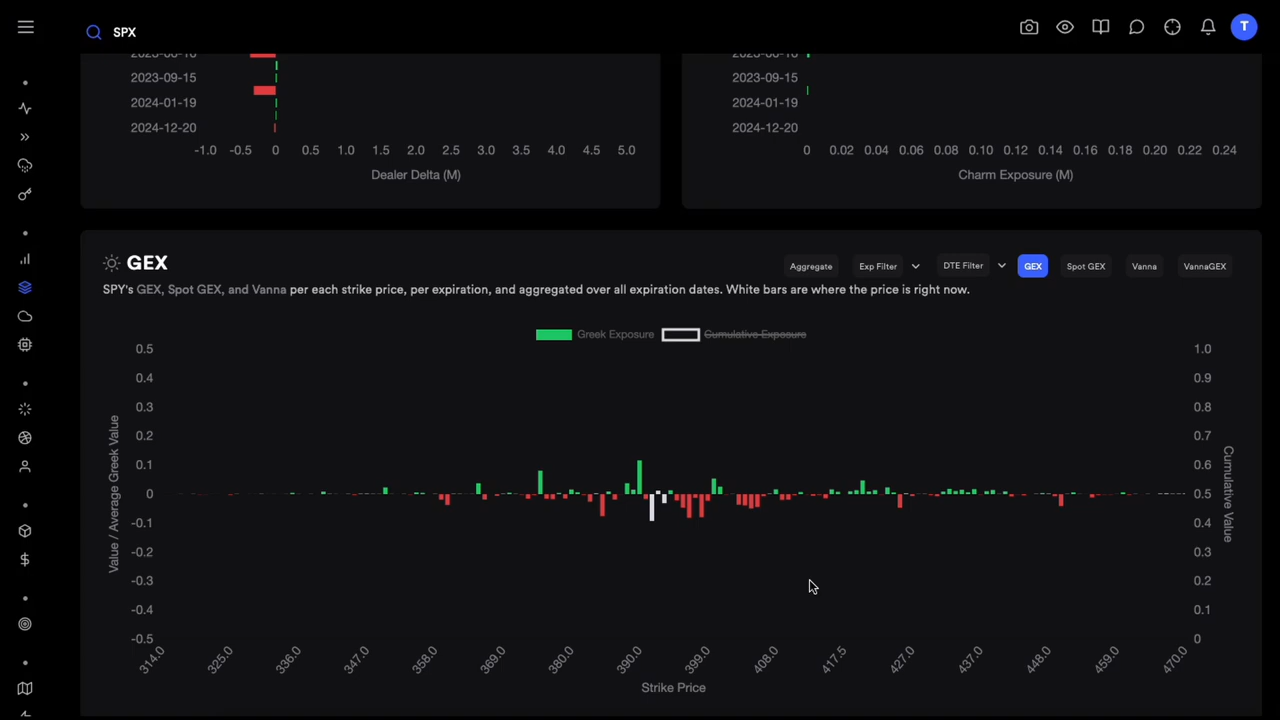 SPX
T
2023-06-16
2023-09-15
2024-01-19
2024-12-20
-1.0 -0.5 0 0.5 1.0 1.5 2.0 2.5 3.0 3.5 4.0 4.5 5.0
Dealer Delta (M)
2023-06-16
2023-09-15
2024-01-19
2024-12-20
0 0.02 0.04 0.06 0.08 0.10 0.12 0.14 0.16 0.18 0.20 0.22 0.24
Charm Exposure (M)
GEX
Aggregate Exp Filter DTE Filter GEX Spot GEX Vanna VannaGEX
SPY's GEX, Spot GEX, and Vanna per each strike price, per expiration, and aggregated over all expiration dates. White bars are where the price is right now.
Greek Exposure Cumulative Exposure
Value / Average Greek Value
0.5
0.4
0.3
0.2
0.1
0
-0.1
-0.2
-0.3
-0.4
-0.5
1.0
0.9
0.8
0.7
0.6
0.5
0.4
0.3
0.2
0.1
0
Cumulative Value
314.0 325.0 336.0 347.0 358.0 369.0 380.0 390.0 399.0 408.0 417.5 427.0 437.0 448.0 459.0 470.0
Strike Price